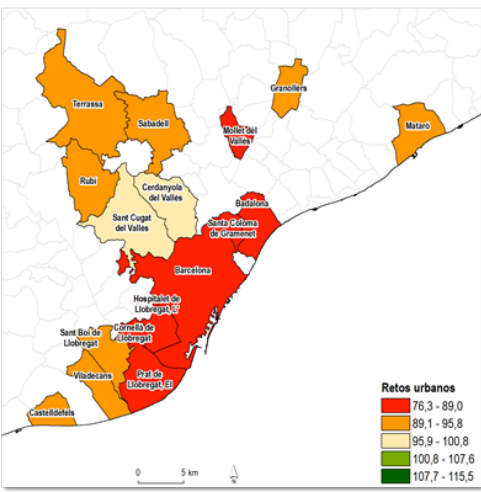 Granollers
Terrassa
Sabadell
Mollet del
Vallès
Mataró
Rubí
Cerdanyola
del Vallès
Badalona
Sant Cugat
del Vallès
Santa Coloma
de Gramenet
Barcelona
Hospitalet de
Llobregat, L'
Sant Boi de
Llobregat
Cornellà de
Llobregat
Viladecans
Prat de
Llobregat, El
Castelldefels
Retos urbanos
76,3 - 89,0
89,1 - 95,8
95,9 - 100,8
100,8 - 107,6
107,7 - 115,5
0 5 km
N